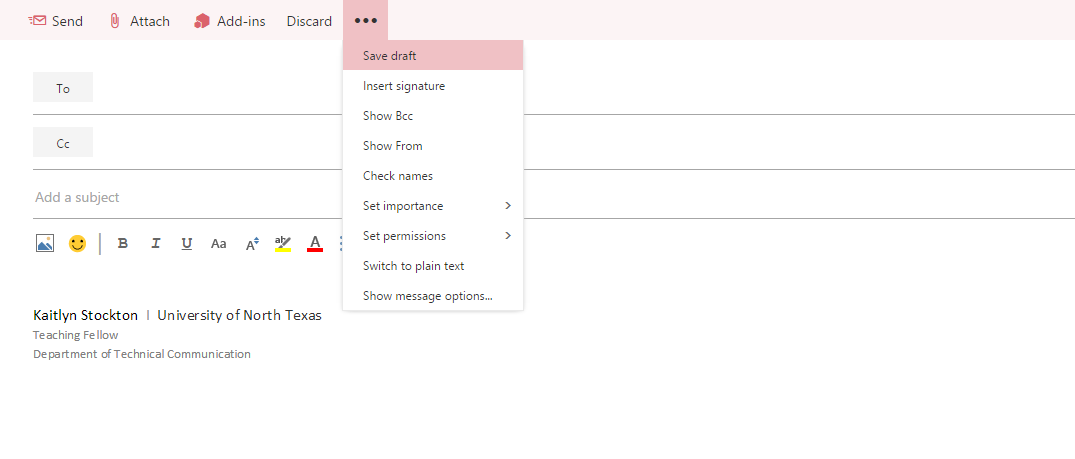 Send Attach Add-ins Discard •••
Save draft
Insert signature
Show Bcc
Show From
Check names
Set importance
Set permissions
Switch to plain text
Show message options...
To
Cc
Add a subject
B I U Aa A ab A
Kaitlyn Stockton | University of North Texas
Teaching Fellow
Department of Technical Communication